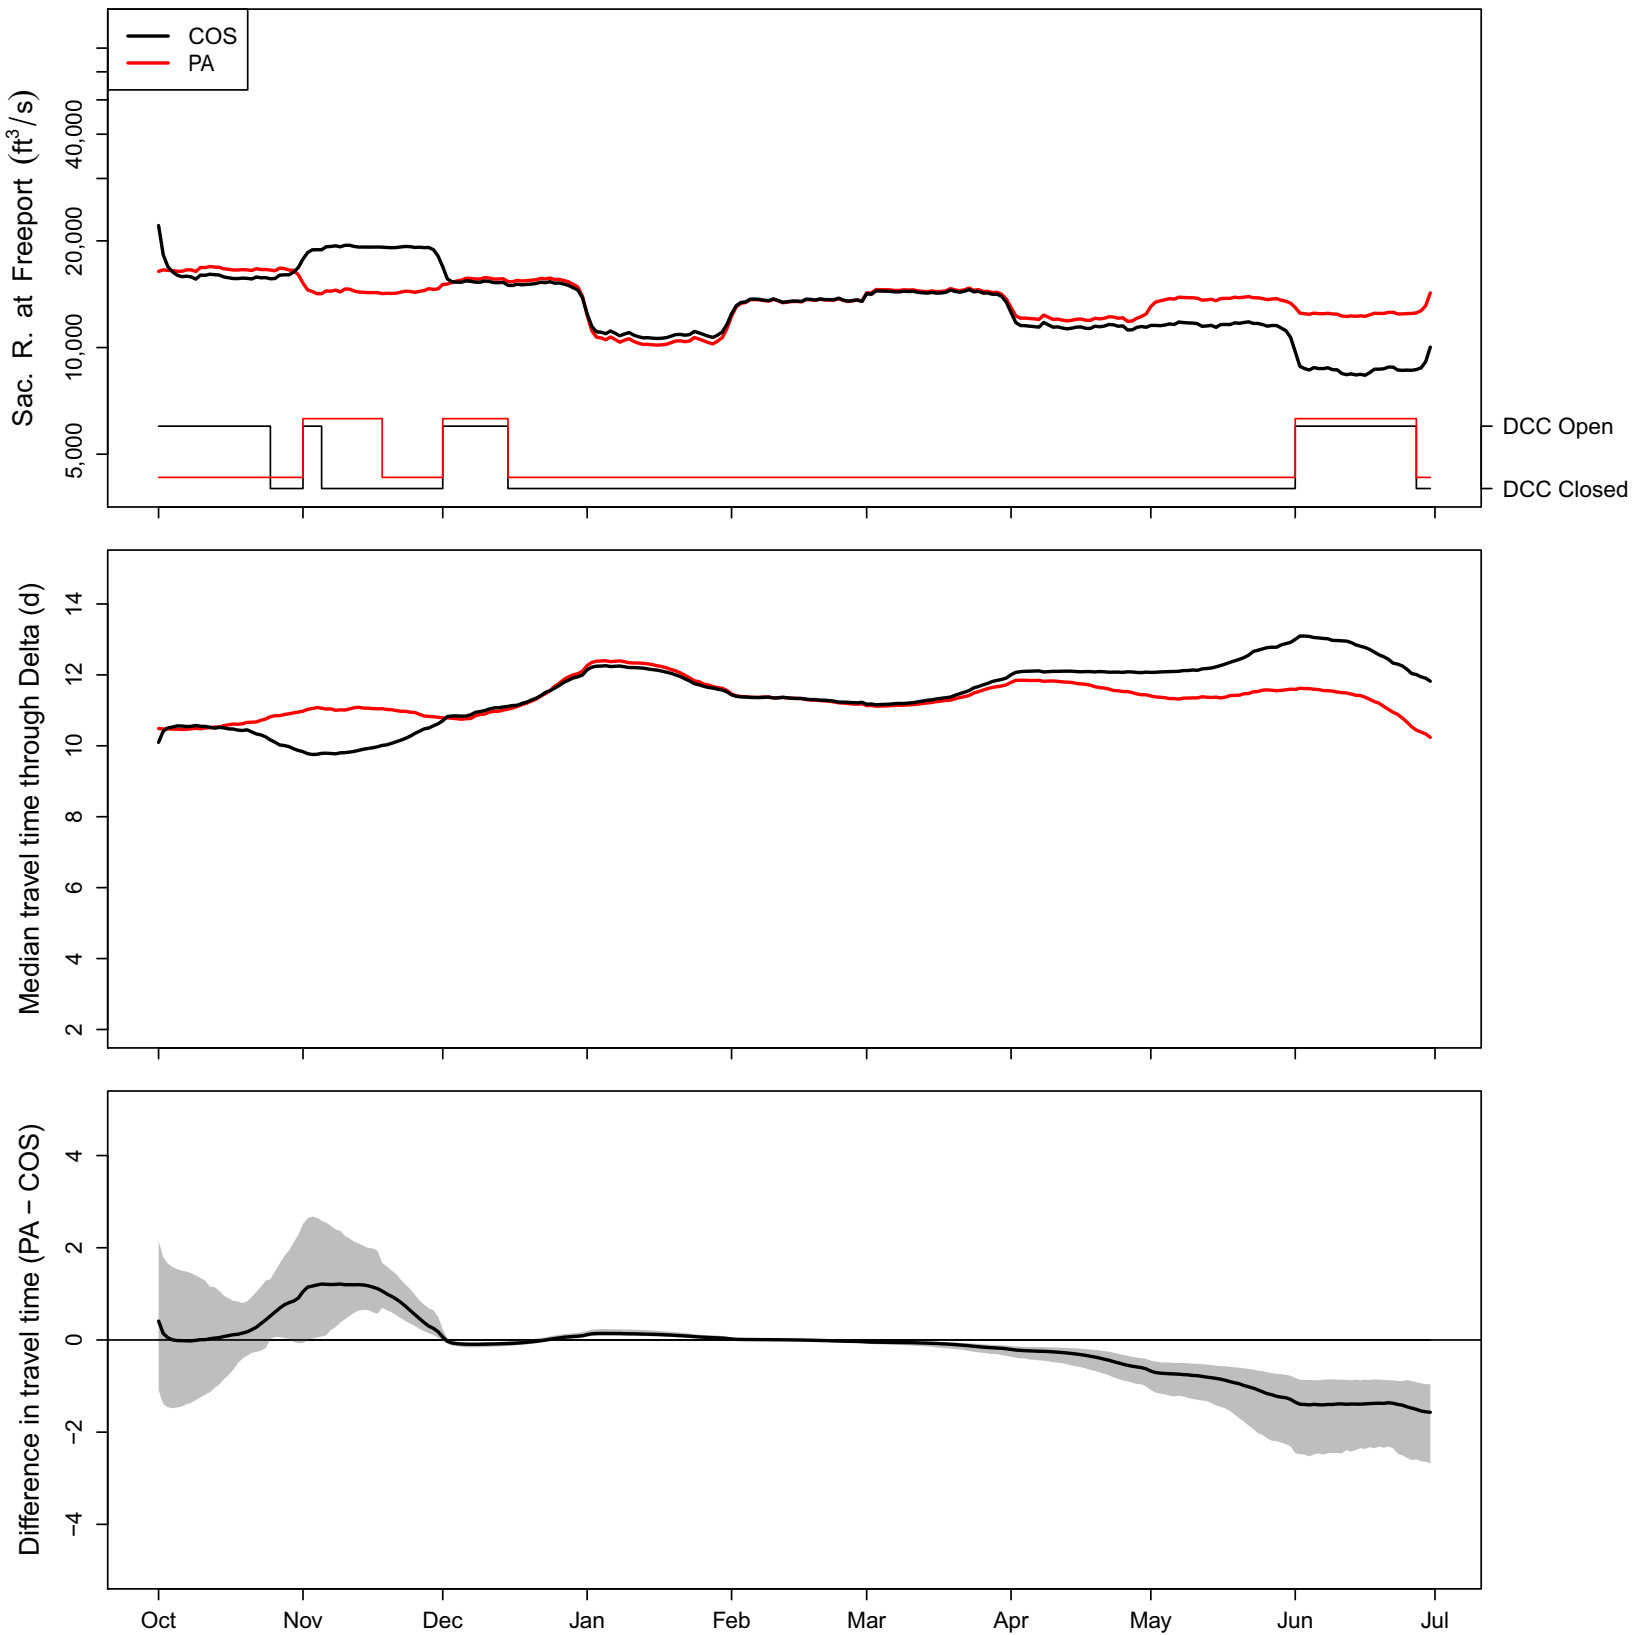 COS
PA
Sac. R. at Freeport (ft³/s)
40,000
20,000
10,000
5,000
DCC Open
DCC Closed
Median travel time through Delta (d)
14
12
10
8
6
4
2
Difference in travel time (PA − COS)
4
2
0
−2
−4
Oct Nov Dec Jan Feb Mar Apr May Jun Jul